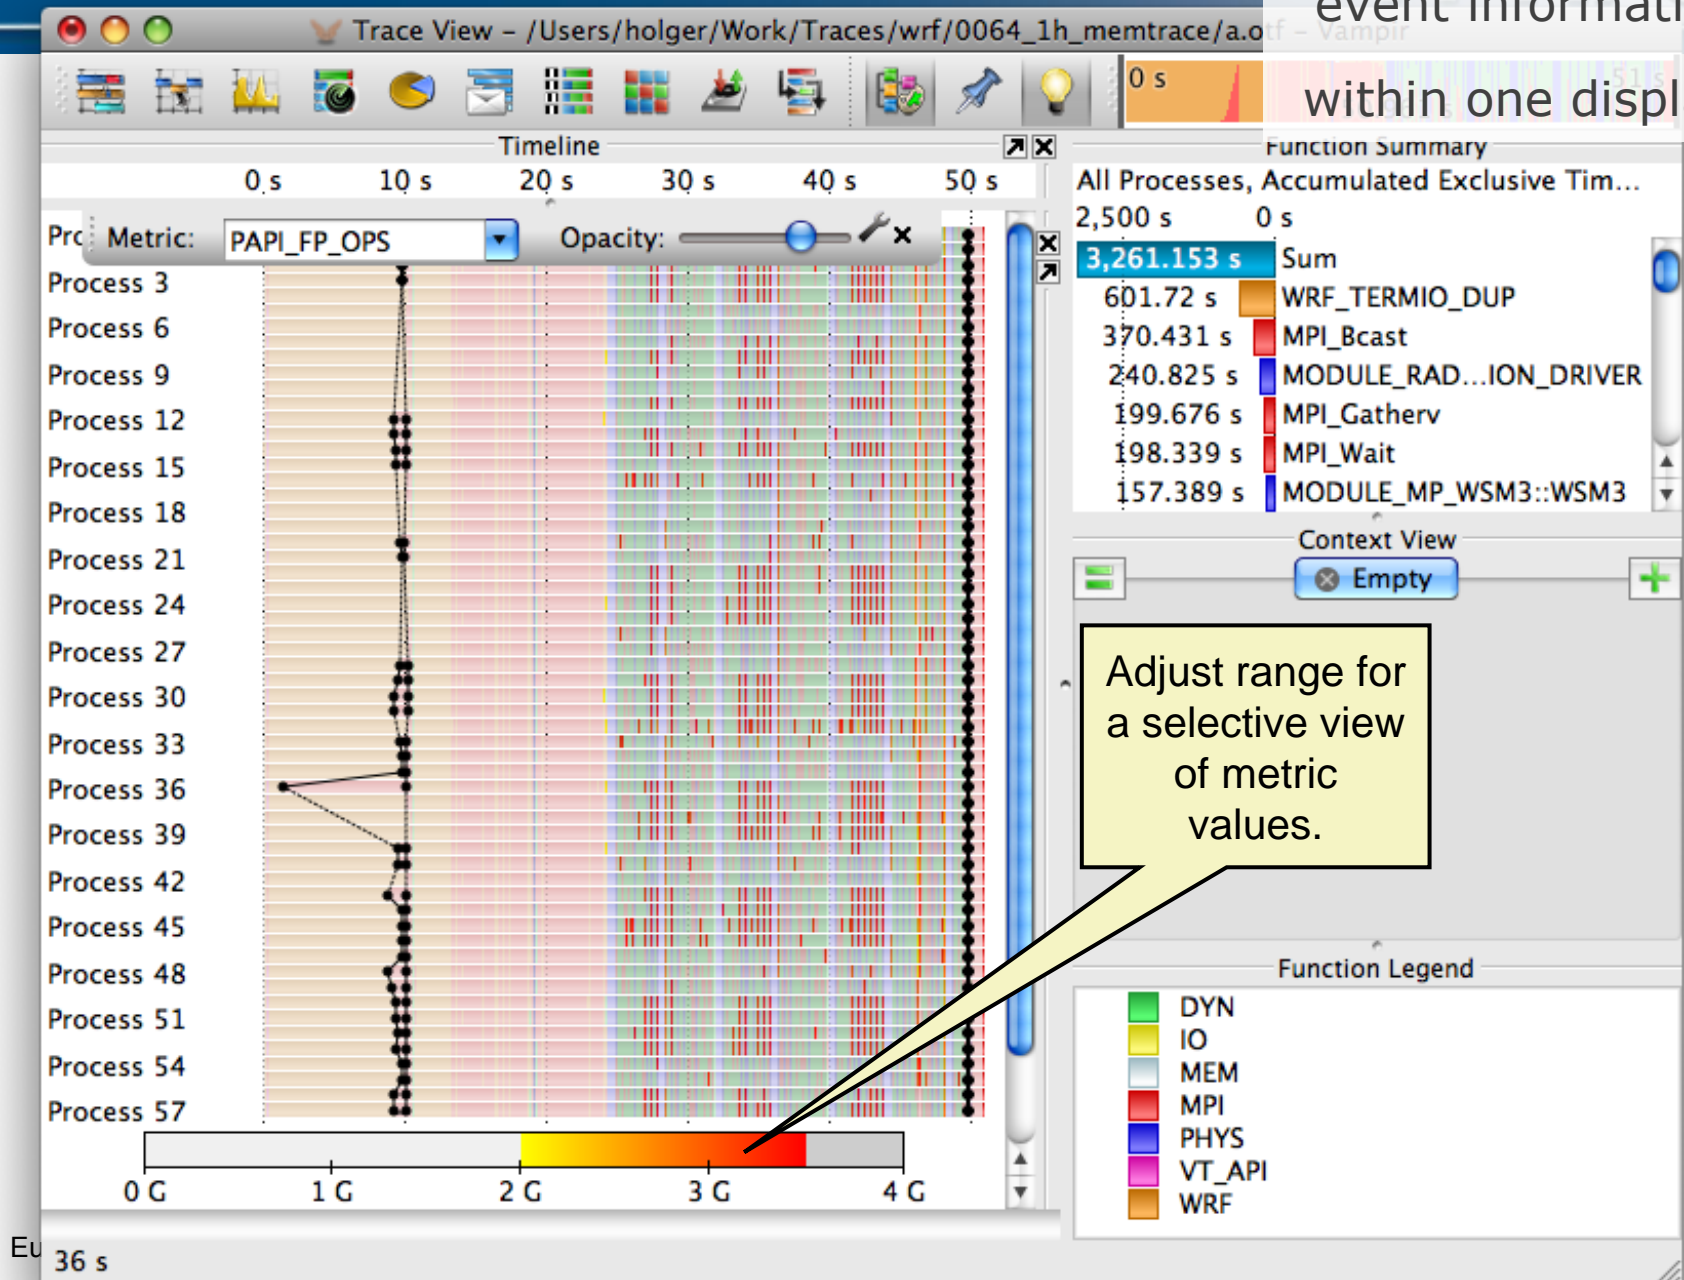 event informati
Trace View – /Users/holger/Work/Traces/wrf/0064_1h_memtrace/a.otf – Vampir
within one displ
0 s
51 s
Timeline
0 s 10 s 20 s 30 s 40 s 50 s
Metric: PAPI_FP_OPS Opacity:
Process 3
Process 6
Process 9
Process 12
Process 15
Process 18
Process 21
Process 24
Process 27
Process 30
Process 33
Process 36
Process 39
Process 42
Process 45
Process 48
Process 51
Process 54
Process 57
0 G 1 G 2 G 3 G 4 G
Function Summary
All Processes, Accumulated Exclusive Tim...
2,500 s 0 s
3,261.153 s Sum
601.72 s WRF_TERMIO_DUP
370.431 s MPI_Bcast
240.825 s MODULE_RAD...ION_DRIVER
199.676 s MPI_Gatherv
198.339 s MPI_Wait
157.389 s MODULE_MP_WSM3::WSM3
Context View
Empty
Adjust range for
a selective view
of metric
values.
Function Legend
DYN
IO
MEM
MPI
PHYS
VT_API
WRF
Eu
36 s